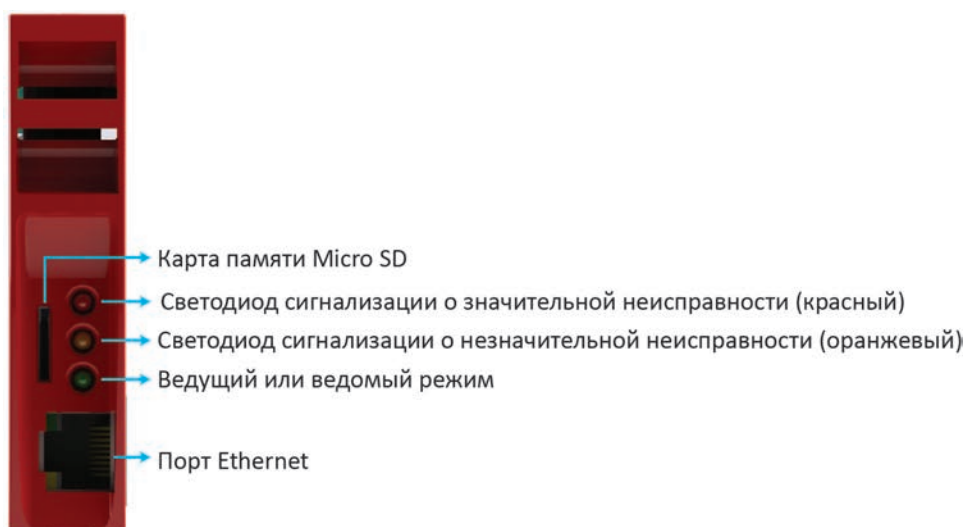 Карта памяти Micro SD
Светодиод сигнализации о значительной неисправности (красный)
Светодиод сигнализации о незначительной неисправности (оранжевый)
Ведущий или ведомый режим
Порт Ethernet